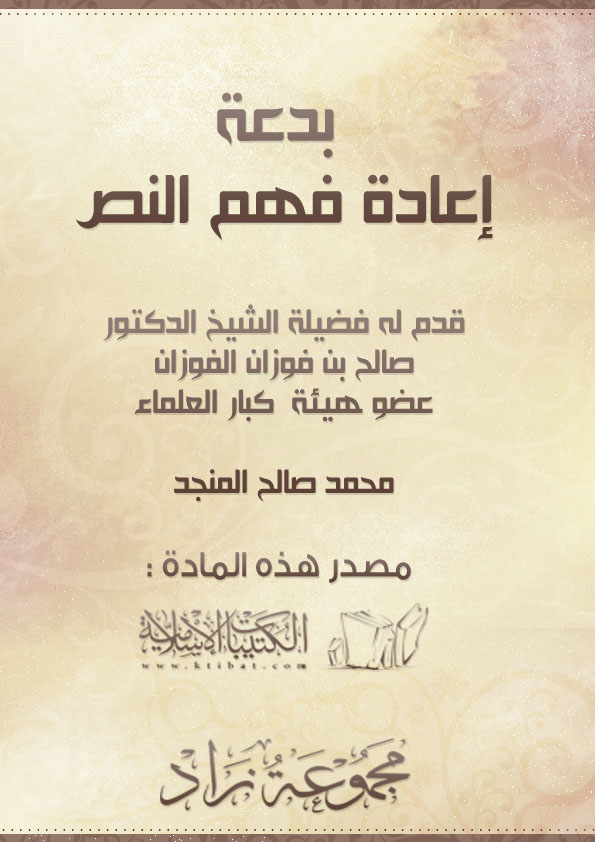 بدعة
إعادة فهم النص
قدم له فضيلة الشيخ الدكتور
صالح بن فوزان الفوزان
عضو هيئة كبار العلماء
محمد صالح المنجد
مصدر هذه المادة :
الكتيبات الإسلامية
www.ktibat.com
مجموعة زاد